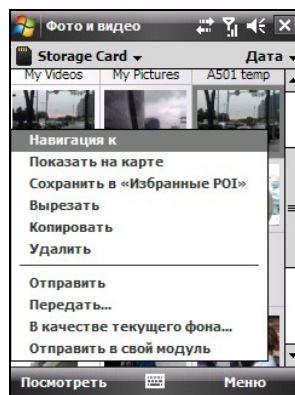 Фото и видео
Storage Card
Дата
My Videos
My Pictures
A501 temp
Навигация к
Показать на карте
Сохранить в «Избранные POI»
Вырезать
Копировать
Удалить
Отправить
Передать...
В качестве текущего фона...
Отправить в свой модуль
Посмотреть
Меню